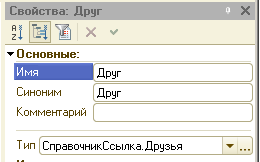 Свойства: Друг
Основные:
Имя Друг
Синоним Друг
Комментарий
Тип СправочникСсылка.Друзья ...